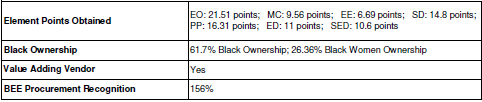 Element Points Obtained
EO: 21.51 points; MC: 9.56 points; EE: 6.69 points; SD: 14.8 points;
PP: 16.31 points; ED: 11 points; SED: 10.6 points
Black Ownership
61.7% Black Ownership; 26.36% Black Women Ownership
Value Adding Vendor
Yes
BEE Procurement Recognition
156%